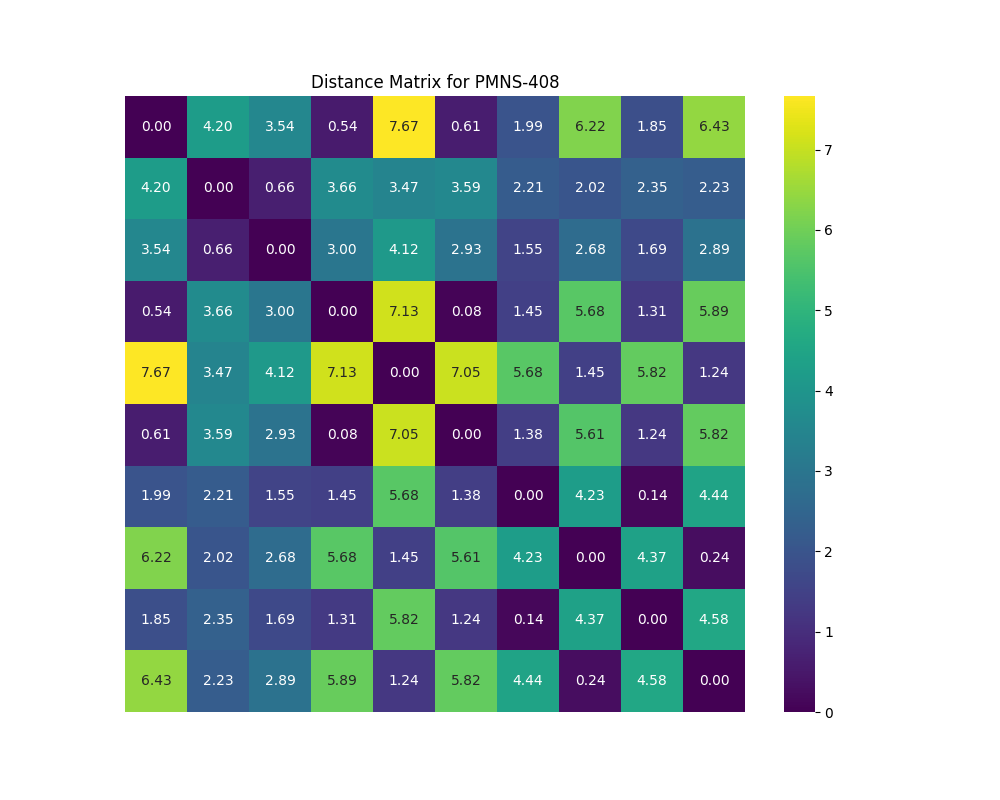 Distance Matrix for PMNS-408
0.00 4.20 3.54 0.54 7.67 0.61 1.99 6.22 1.85 6.43
4.20 0.00 0.66 3.66 3.47 3.59 2.21 2.02 2.35 2.23
3.54 0.66 0.00 3.00 4.12 2.93 1.55 2.68 1.69 2.89
0.54 3.66 3.00 0.00 7.13 0.08 1.45 5.68 1.31 5.89
7.67 3.47 4.12 7.13 0.00 7.05 5.68 1.45 5.82 1.24
0.61 3.59 2.93 0.08 7.05 0.00 1.38 5.61 1.24 5.82
1.99 2.21 1.55 1.45 5.68 1.38 0.00 4.23 0.14 4.44
6.22 2.02 2.68 5.68 1.45 5.61 4.23 0.00 4.37 0.24
1.85 2.35 1.69 1.31 5.82 1.24 0.14 4.37 0.00 4.58
6.43 2.23 2.89 5.89 1.24 5.82 4.44 0.24 4.58 0.00
7
6
5
4
3
2
1
0